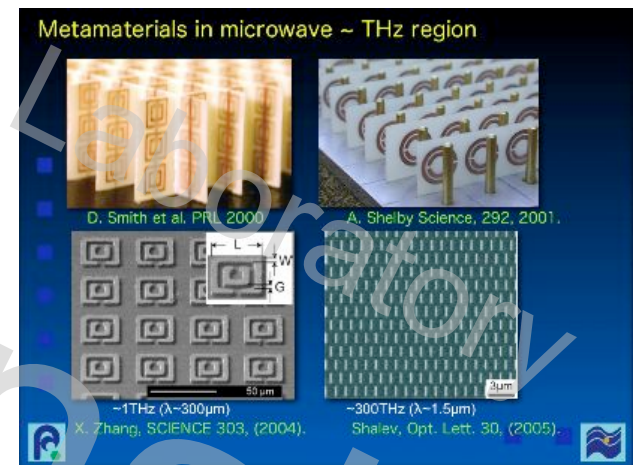 Metamaterials in microwave ~ THz region
D. Smith et al. PRL 2000
A. Shelby Science, 292, 2001.
L
W
G
50 μm
3μm
~1THz (λ~300μm)
~300THz (λ~1.5μm)
X. Zhang, SCIENCE 303, (2004).
Shalev, Opt. Lett. 30, (2005).
Laboratory